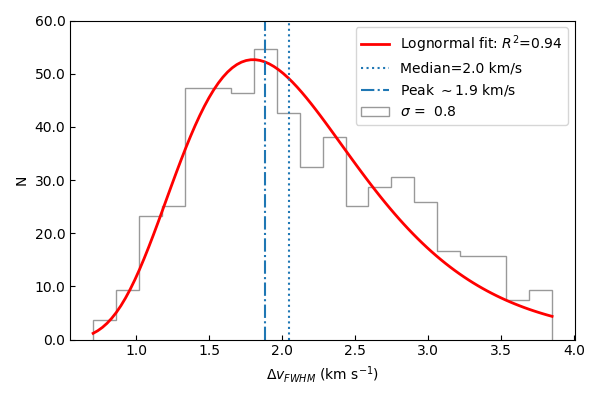 60.0
50.0
40.0
30.0
20.0
10.0
0.0
N
Lognormal fit: R²=0.94
Median=2.0 km/s
Peak ∼1.9 km/s
σ = 0.8
1.0 1.5 2.0 2.5 3.0 3.5 4.0
Δv_FWHM (km s⁻¹)